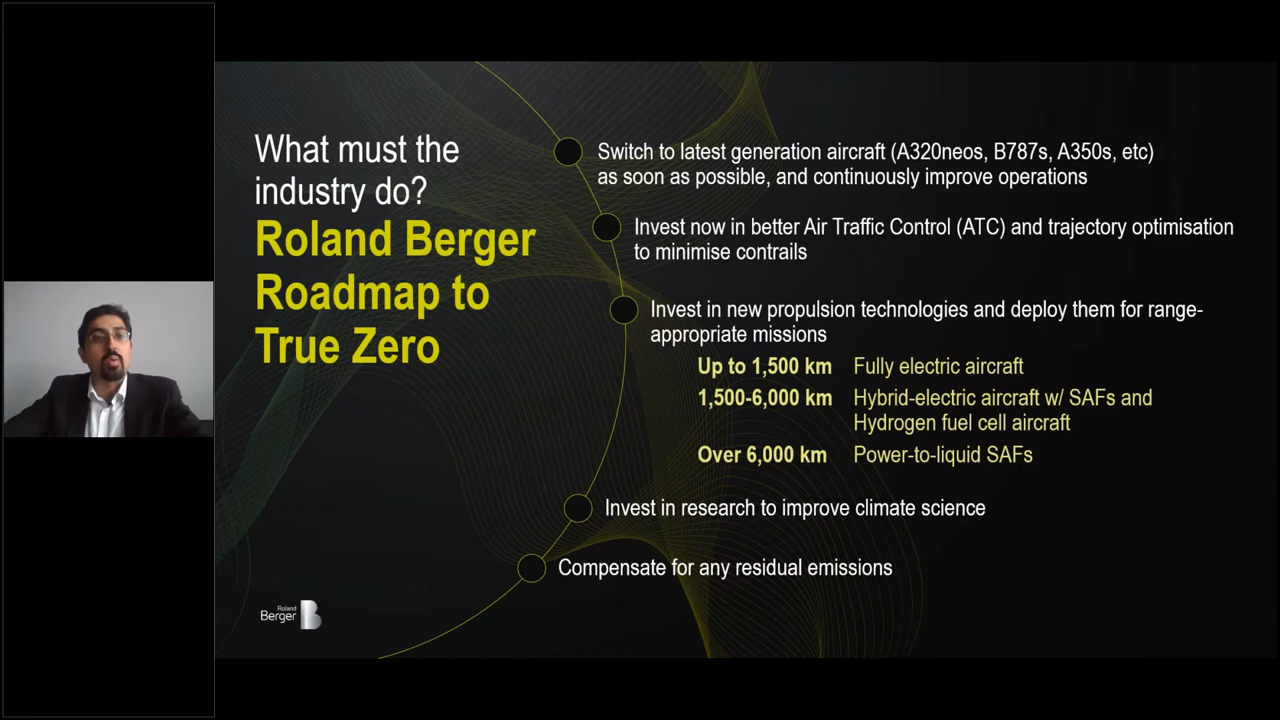 What must the
industry do?
Roland Berger
Roadmap to
True Zero
Switch to latest generation aircraft (A320neos, B787s, A350s, etc)
as soon as possible, and continuously improve operations
Invest now in better Air Traffic Control (ATC) and trajectory optimisation
to minimise contrails
Invest in new propulsion technologies and deploy them for range-
appropriate missions
Up to 1,500 km Fully electric aircraft
1,500-6,000 km Hybrid-electric aircraft w/ SAFs and
Hydrogen fuel cell aircraft
Over 6,000 km Power-to-liquid SAFs
Invest in research to improve climate science
Compensate for any residual emissions
Roland
Berger B